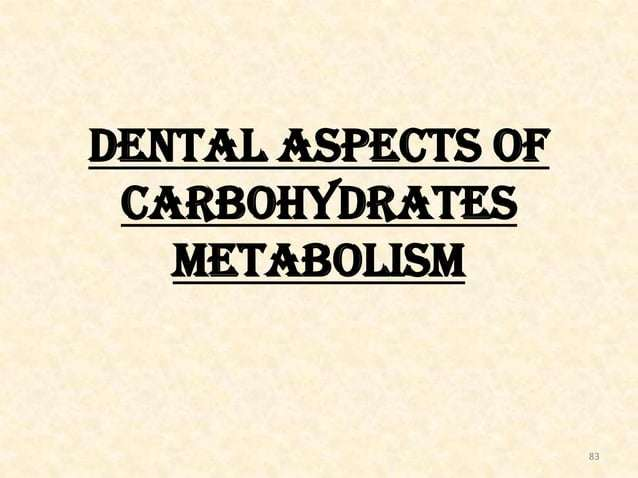 DENTAL ASPECTS OF
CARBOHYDRATES
METABOLISM
83